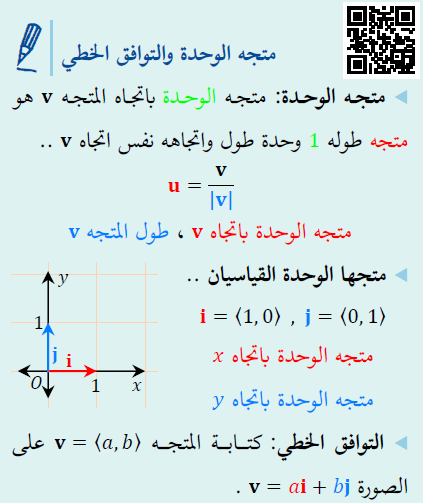 متجه الوحدة والتوافق الخطي
◄ متجه الوحدة: متجه الوحدة باتجاه المتجه v هو
متجه طوله 1 وحدة طول واتجاهه نفس اتجاه v ..
u = v / |v|
متجه الوحدة باتجاه v ، طول المتجه v
◄ متجها الوحدة القياسيان ..
i = ⟨1, 0⟩ , j = ⟨0, 1⟩
متجه الوحدة باتجاه x
متجه الوحدة باتجاه y
y
1
j
i
O
1
x
◄ التوافق الخطي: كتابة المتجه v = ⟨a, b⟩ على
الصورة v = ai + bj .